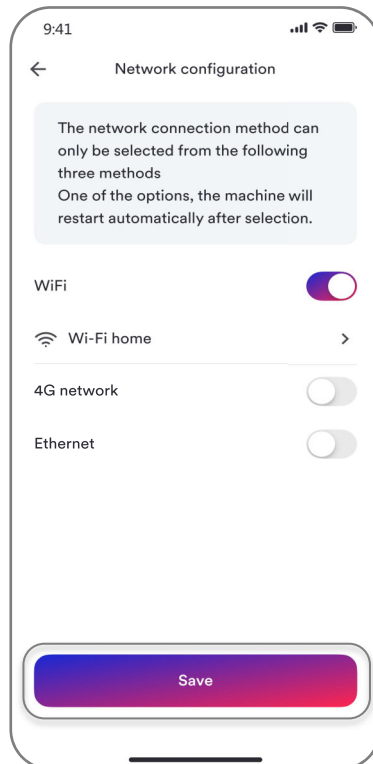 9:41
Network configuration
The network connection method can
only be selected from the following
three methods
One of the options, the machine will
restart automatically after selection.
WiFi
Wi-Fi home
4G network
Ethernet
Save